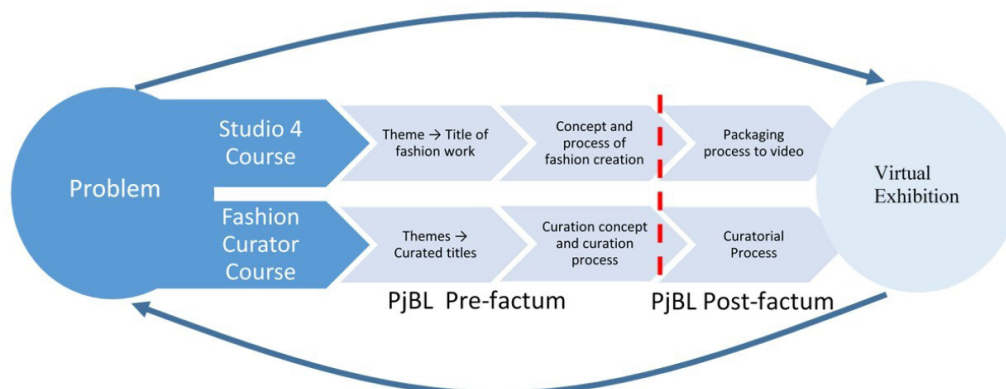 Problem
Studio 4
Course
Theme → Title of
fashion work
Concept and
process of
fashion creation
Packaging
process to video
Fashion
Curator
Course
Themes →
Curated titles
Curation concept
and curation
process
Curatorial
Process
Virtual
Exhibition
PjBL Pre-factum
PjBL Post-factum